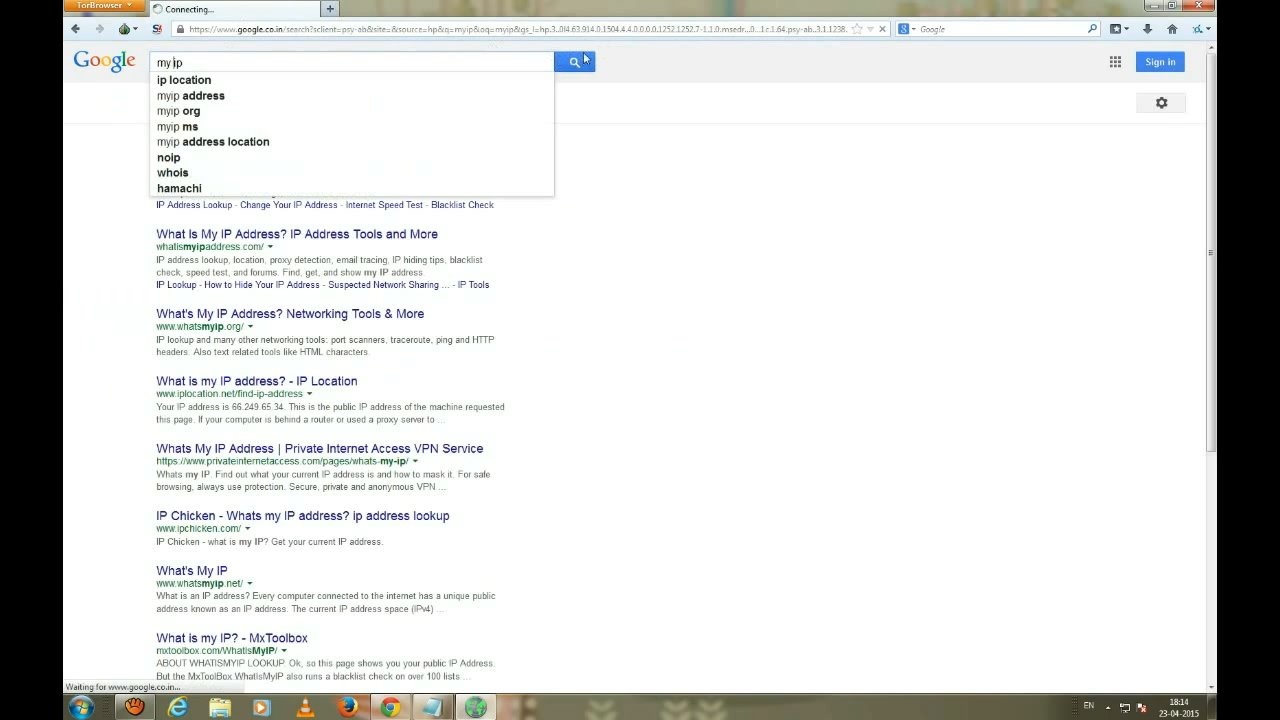 TorBrowser
Connecting...
https://www.google.co.in/search?sclient=psy-ab&site=&source=hp&q=myip&oq=myip&gs_l=hp.3..0l4.63.914.0.1504.4.4.0.0.0.0.1252.1252.7-1.1.0.msedr...0...1c.1.64.psy-ab..3.1.1238.
Google
Google
my ip
Sign in
ip location
myip address
myip org
myip ms
myip address location
noip
whois
hamachi
IP Address Lookup - Change Your IP Address - Internet Speed Test - Blacklist Check
What Is My IP Address? IP Address Tools and More
whatismyipaddress.com/
IP address lookup, location, proxy detection, email tracing, IP hiding tips, blacklist
check, speed test, and forums. Find, get, and show my IP address.
IP Lookup - How to Hide Your IP Address - Suspected Network Sharing ... - IP Tools
What's My IP Address? Networking Tools & More
www.whatsmyip.org/
IP lookup and many other networking tools: port scanners, traceroute, ping and HTTP
headers. Also text related tools like HTML characters.
What is my IP address? - IP Location
www.iplocation.net/find-ip-address
Your IP address is 66.249.65.34. This is the public IP address of the machine requested
this page. If your computer is behind a router or used a proxy server to ...
Whats My IP Address | Private Internet Access VPN Service
https://www.privateinternetaccess.com/pages/whats-my-ip/
Whats my IP. Find out what your current IP address is and how to mask it. For safe
browsing, always use protection. Secure, private and anonymous VPN ...
IP Chicken - Whats my IP address? ip address lookup
www.ipchicken.com/
IP Chicken - what is my IP? Get your current IP address.
What's My IP
www.whatsmyip.net/
What is an IP address? Every computer connected to the internet has a unique public
address known as an IP address. The current IP address space (IPv4) ...
What is my IP? - MxToolbox
mxtoolbox.com/WhatIsMyIP/
ABOUT WHATISMYIP LOOKUP. Ok, so this page shows you your public IP Address.
But the MxToolBox WhatIsMyIP also runs a blacklist check on over 100 lists ...
Waiting for www.google.co.in...
EN
18:14
23-04-2015